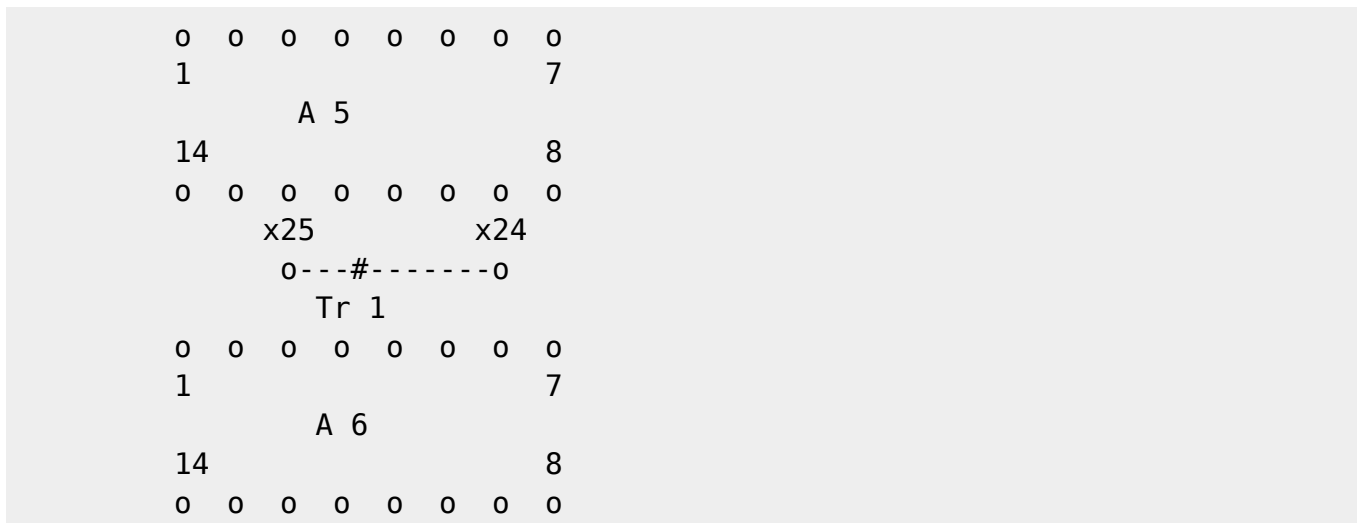 o  o  o  o  o  o  o  o
1                    7
A 5
14                   8
o  o  o  o  o  o  o  o
x25         x24
o---#-------o
Tr 1
o  o  o  o  o  o  o  o
1                    7
A 6
14                   8
o  o  o  o  o  o  o  o